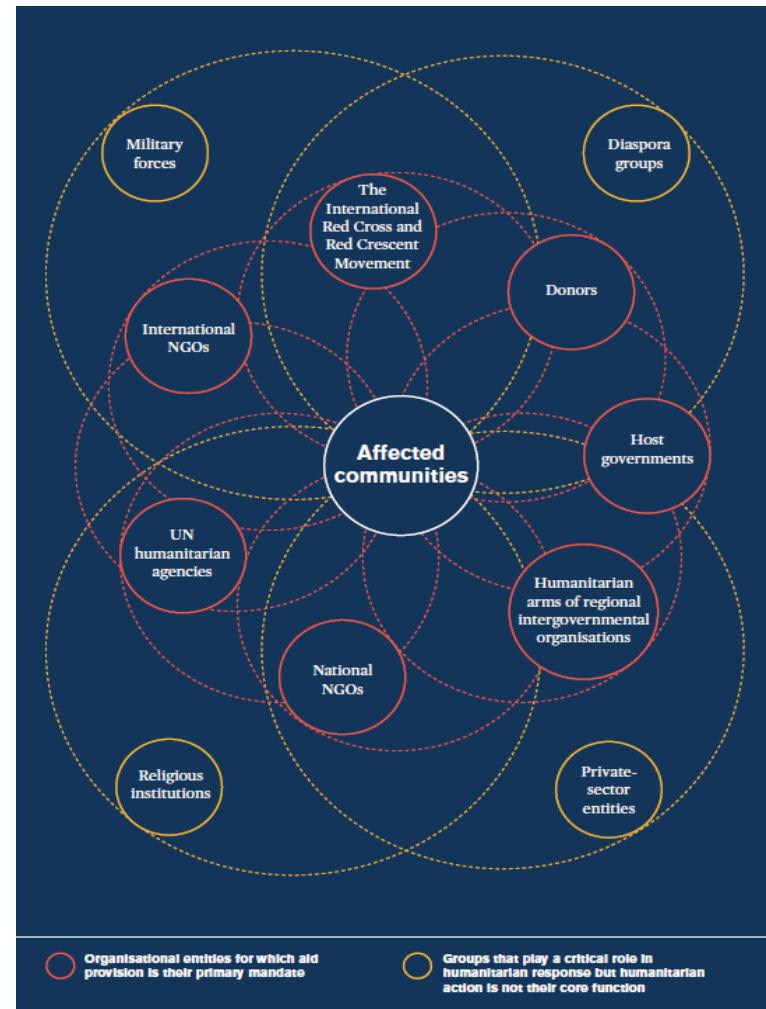 Military
forces
Diaspora
groups
The
International
Red Cross and
Red Crescent
Movement
Donors
International
NGOs
Host
governments
Affected
communities
UN
humanitarian
agencies
Humanitarian
arms of regional
intergovernmental
organisations
National
NGOs
Religious
institutions
Private-
sector
entities
Organisational entities for which aid
provision is their primary mandate
Groups that play a critical role in
humanitarian response but humanitarian
action is not their core function